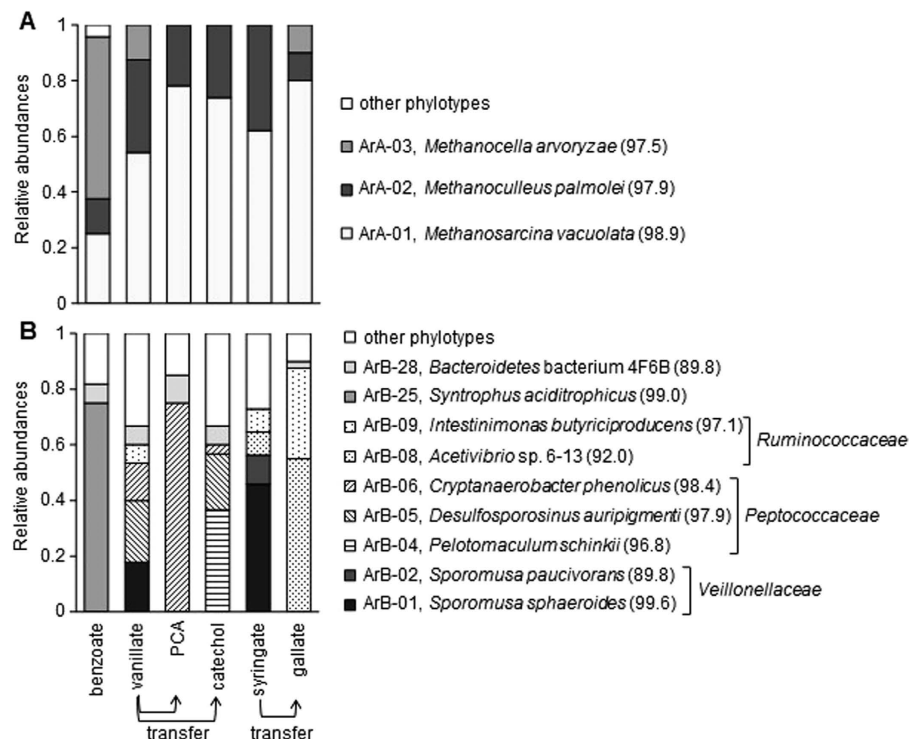 A
1
0.8
0.6
0.4
0.2
0
Relative abundances
other phylotypes
ArA-03, Methanocella arvoryzae (97.5)
ArA-02, Methanoculleus palmolei (97.9)
ArA-01, Methanosarcina vacuolata (98.9)
B
1
0.8
0.6
0.4
0.2
0
Relative abundances
other phylotypes
ArB-28, Bacteroidetes bacterium 4F6B (89.8)
ArB-25, Syntrophus aciditrophicus (99.0)
ArB-09, Intestinimonas butyriciproducens (97.1)
ArB-08, Acetivibrio sp. 6-13 (92.0)
Ruminococcaceae
ArB-06, Cryptanaerobacter phenolicus (98.4)
ArB-05, Desulfosporosinus auripigmenti (97.9)
ArB-04, Pelotomaculum schinkii (96.8)
Peptococcaceae
ArB-02, Sporomusa paucivorans (89.8)
ArB-01, Sporomusa sphaeroides (99.6)
Veillonellaceae
benzoate
vanillate
PCA
catechol
syringate
gallate
transfer
transfer